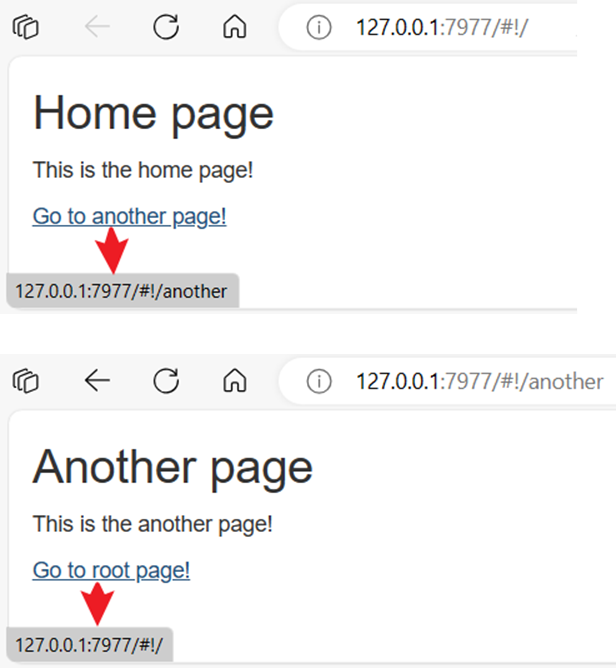 127.0.0.1:7977/#!/
Home page
This is the home page!
Go to another page!
127.0.0.1:7977/#!/another
127.0.0.1:7977/#!/another
Another page
This is the another page!
Go to root page!
127.0.0.1:7977/#!/